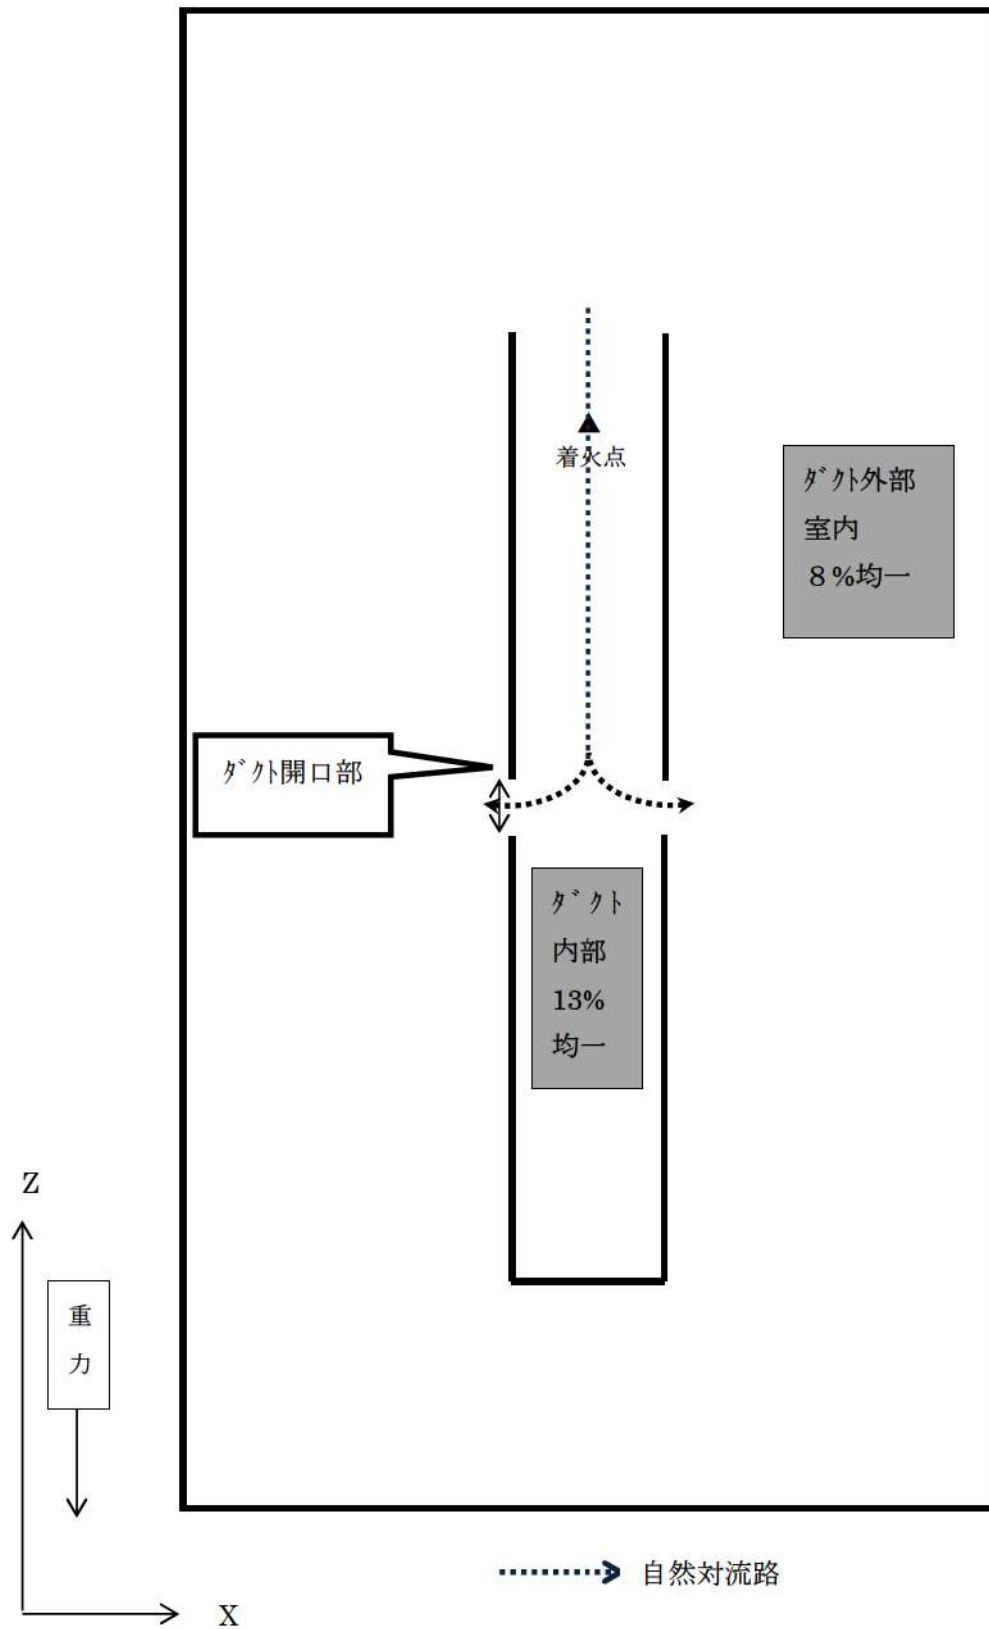 着火点
ダクト外部
室内
８%均一
ダクト開口部
ダクト
内部
13%
均一
Z
重
力
X
自然対流路